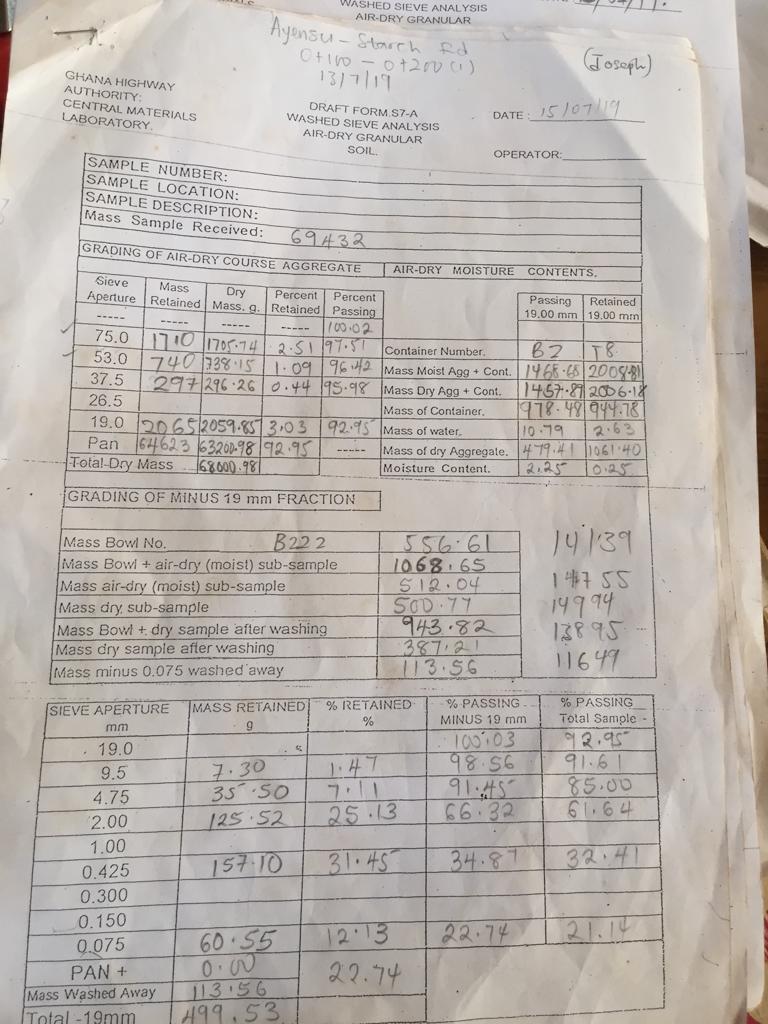 WASHED SIEVE ANALYSIS
AIR-DRY GRANULAR
Ayensu - Starch Rd
0+100 - 0+200 (1)
13/7/19
(Joseph)
GHANA HIGHWAY
AUTHORITY:
CENTRAL MATERIALS
LABORATORY.
DRAFT FORM.S7-A
WASHED SIEVE ANALYSIS
AIR-DRY GRANULAR
SOIL.
DATE: 15/07/19
OPERATOR:
SAMPLE NUMBER:
SAMPLE LOCATION:
SAMPLE DESCRIPTION:
Mass Sample Received: 69432
GRADING OF AIR-DRY COURSE AGGREGATE
Sieve Aperture Mass Retained Dry Mass. g. Percent Retained Percent Passing
----- ----- ----- ----- 100.02
75.0 1710 1705.74 2.51 97.51
53.0 740 738.15 1.09 96.42
37.5 297 296.26 0.44 95.98
26.5
19.0 2065 2059.85 3.03 92.95
Pan 64623 63200.98 92.95 -----
Total Dry Mass 68000.98
AIR-DRY MOISTURE CONTENTS.
Passing 19.00 mm Retained 19.00 mm
Container Number. B2 T8
Mass Moist Agg + Cont. 1468.68 2008.81
Mass Dry Agg + Cont. 1457.89 2006.18
Mass of Container. 978.48 944.78
Mass of water. 10.79 2.63
Mass of dry Aggregate. 479.41 1061.40
Moisture Content. 2.25 0.25
GRADING OF MINUS 19 mm FRACTION
Mass Bowl No. B222 556.61 14139
Mass Bowl + air-dry (moist) sub-sample 1068.65
Mass air-dry (moist) sub-sample 512.04 14755
Mass dry sub-sample 500.77 14994
Mass Bowl + dry sample after washing 943.82 13895
Mass dry sample after washing 387.21 11649
Mass minus 0.075 washed away 113.56
SIEVE APERTURE mm MASS RETAINED g % RETAINED % % PASSING MINUS 19 mm % PASSING Total Sample -
19.0 100.03 92.95
9.5 7.30 1.47 98.56 91.61
4.75 35.50 7.11 91.45 85.00
2.00 125.52 25.13 66.32 61.64
1.00
0.425 157.10 31.45 34.87 32.41
0.300
0.150
0.075 60.55 12.13 22.74 21.14
PAN + 0.00 22.74
Mass Washed Away 113.56
Total -19mm 499.53